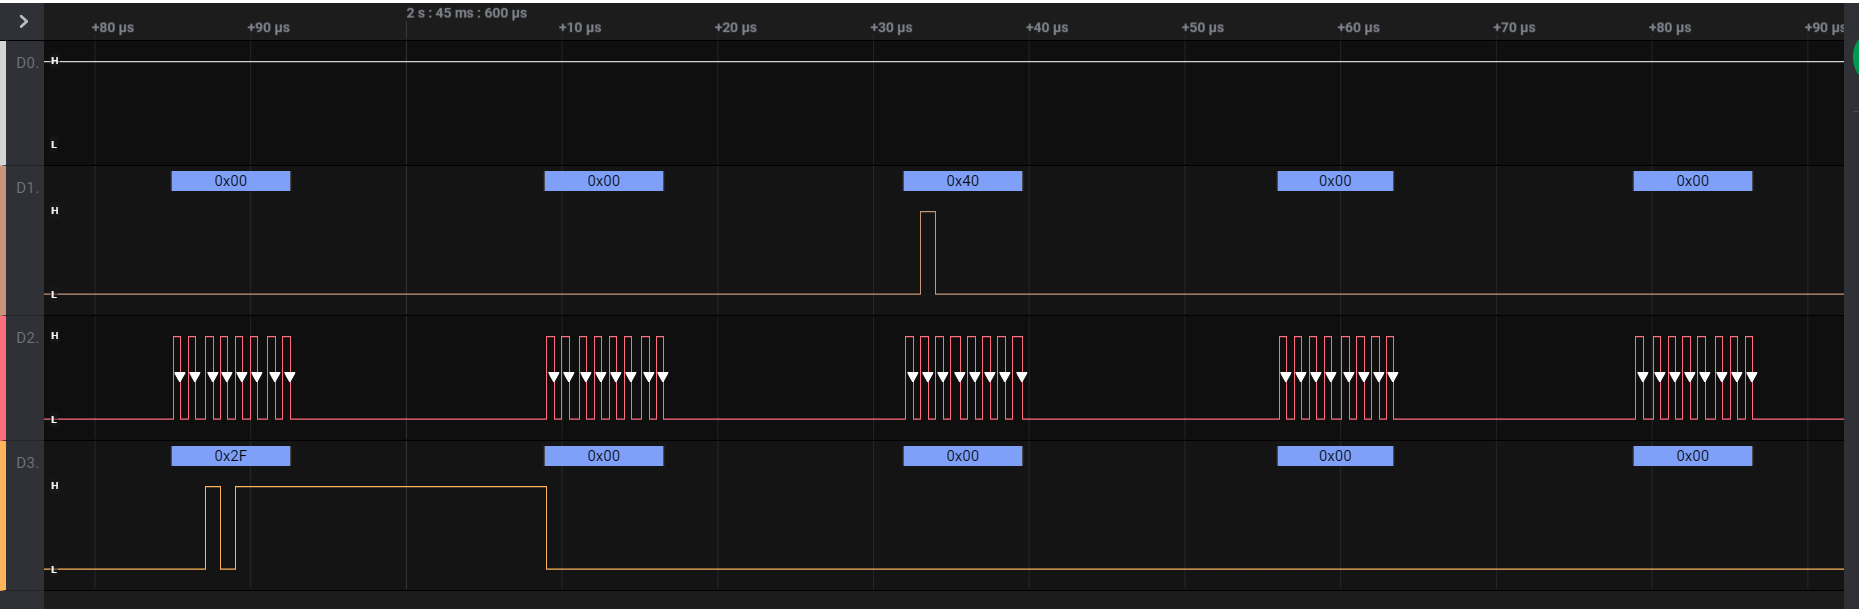 2 s : 45 ms : 600 µs
+80 µs +90 µs +10 µs +20 µs +30 µs +40 µs +50 µs +60 µs +70 µs +80 µs +90 µs
D0. H
L
D1. 0x00 0x00 0x40 0x00 0x00
H
L
D2. H
L
D3. 0x2F 0x00 0x00 0x00 0x00
H
L